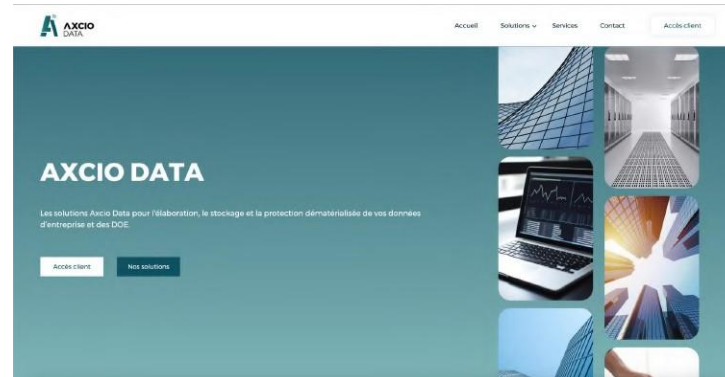 AXCIO
DATA
Accueil
Solutions
Services
Contact
Accès client
AXCIO DATA
Les solutions Axcio Data pour l'élaboration, le stockage et la protection dématérialisée de vos données
d'entreprise et des DOE.
Accès client
Nos solutions